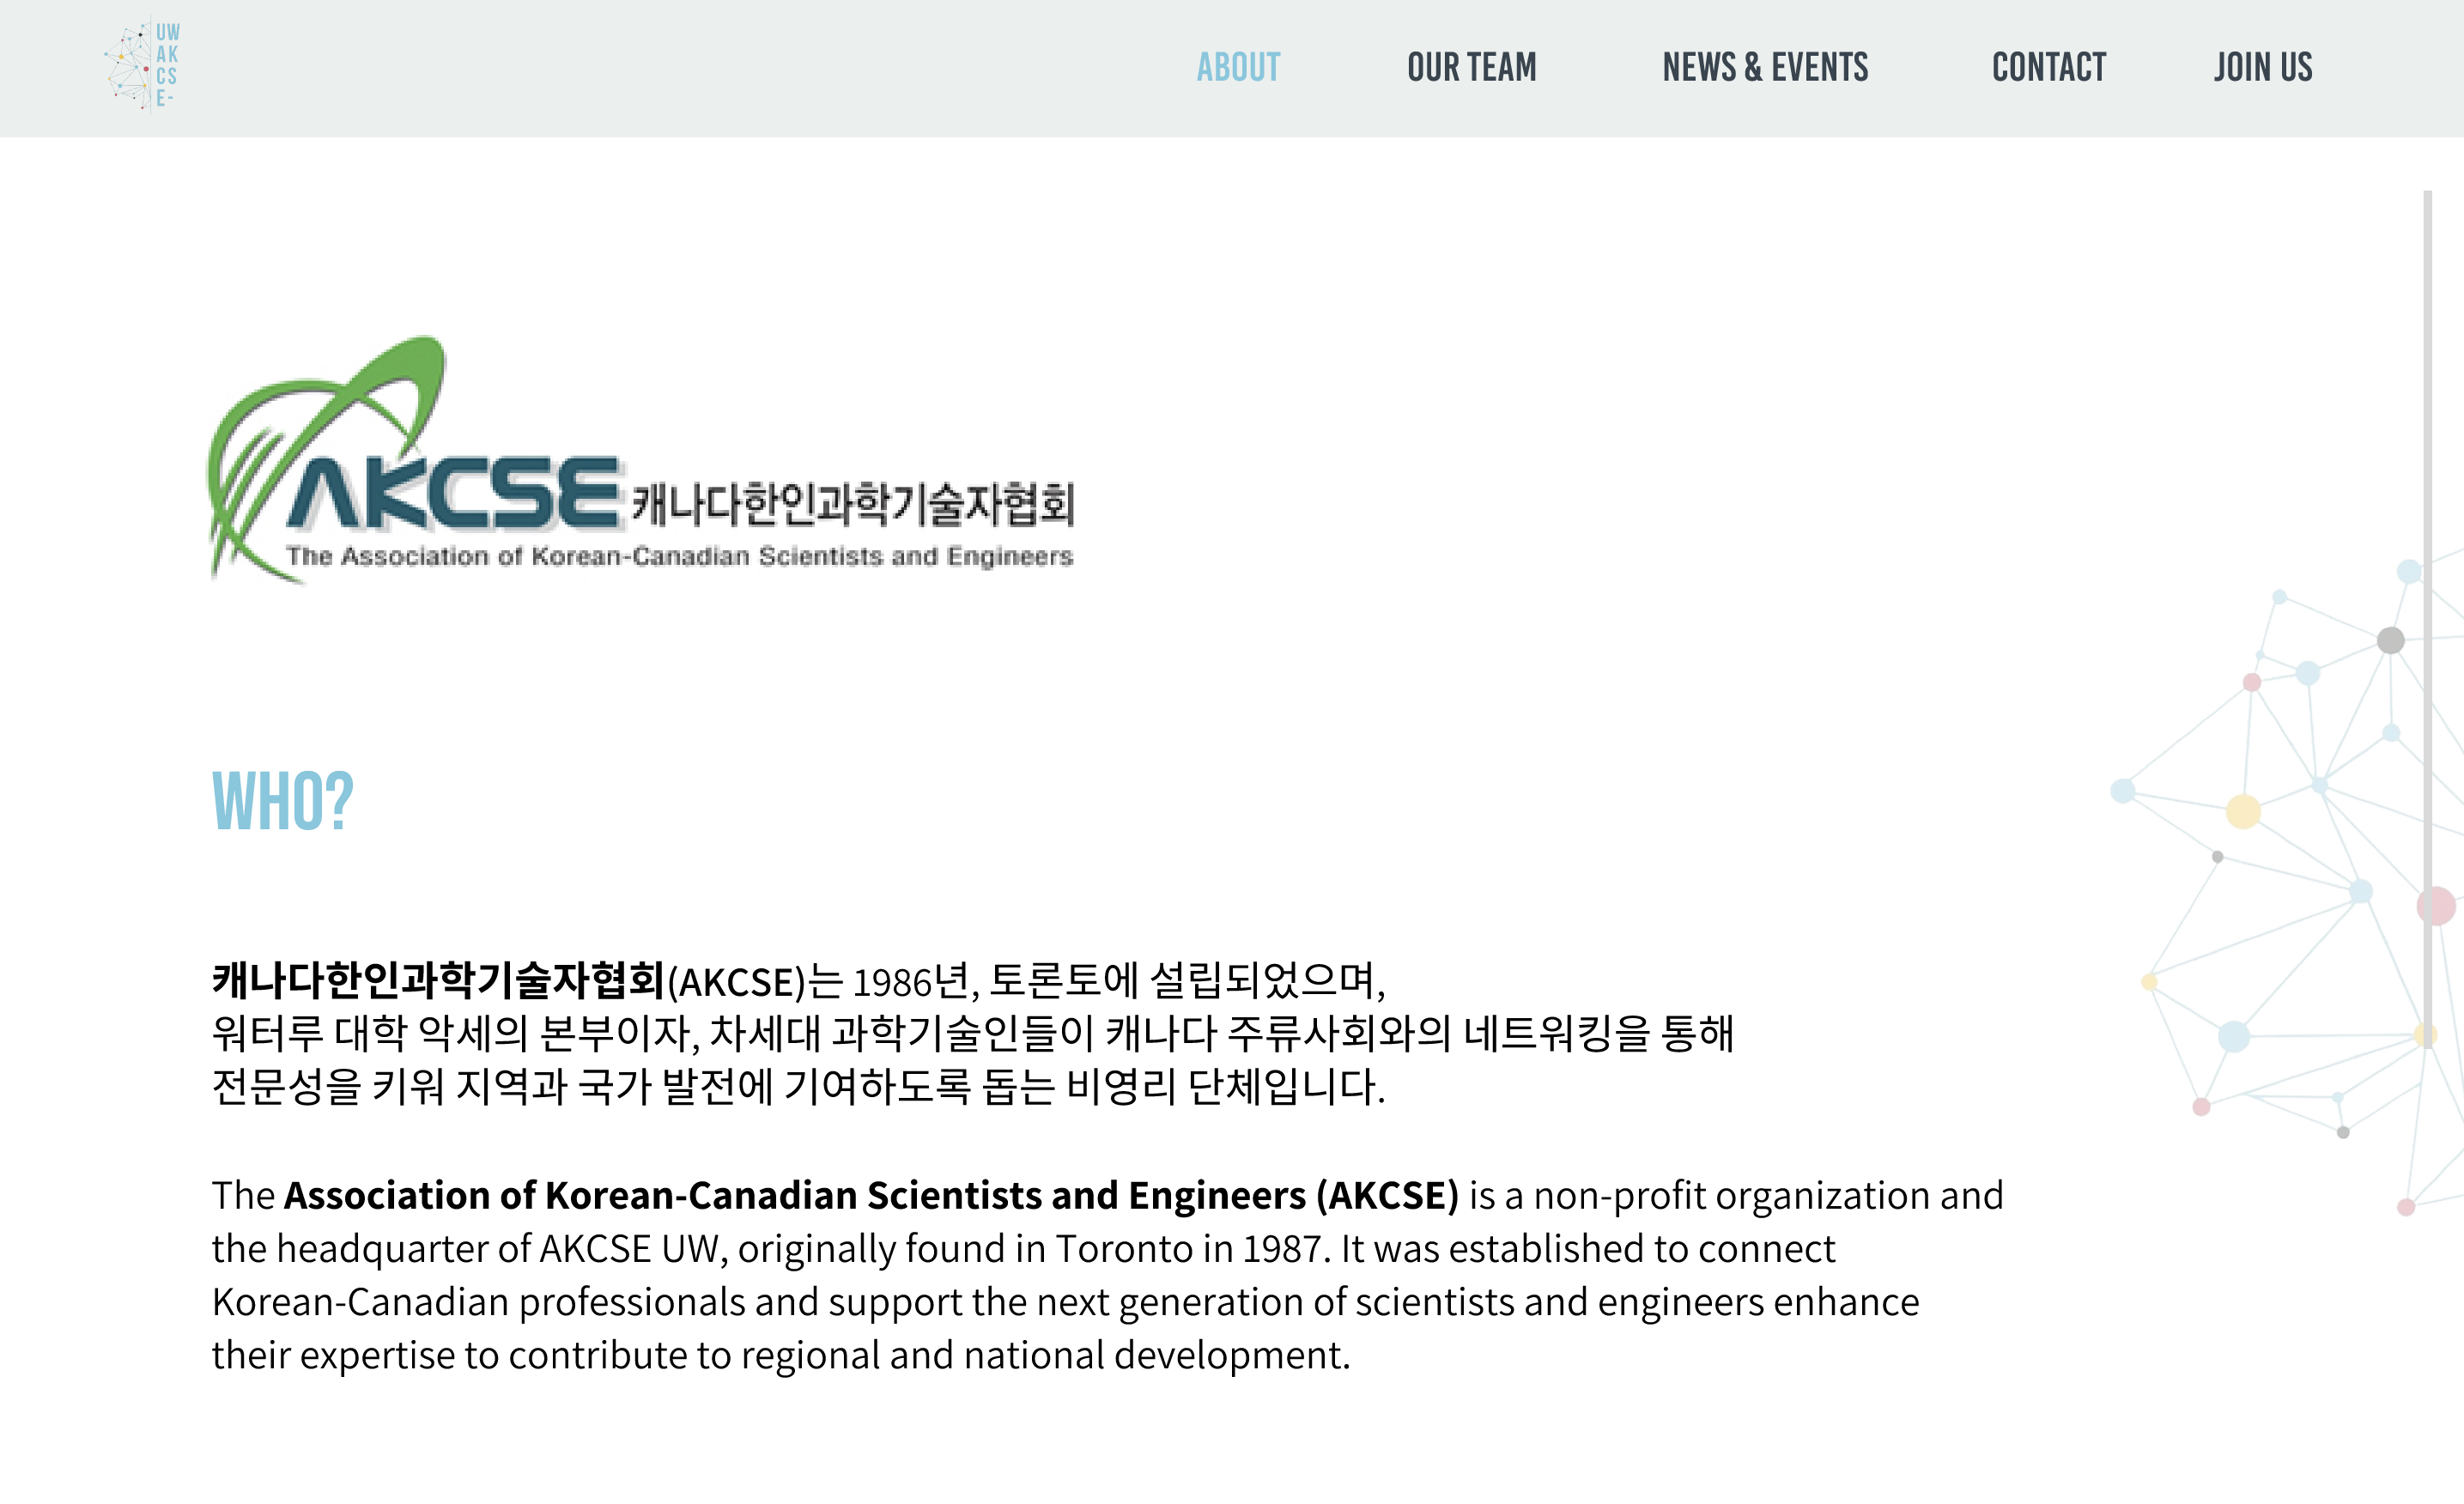 UW
AK
CS
E-
ABOUT
OUR TEAM
NEWS & EVENTS
CONTACT
JOIN US
AKCSE 캐나다한인과학기술자협회
The Association of Korean-Canadian Scientists and Engineers
WHO?
캐나다한인과학기술자협회(AKCSE)는 1986년, 토론토에 설립되었으며,
워터루 대학 악세의 본부이자, 차세대 과학기술인들이 캐나다 주류사회와의 네트워킹을 통해
전문성을 키워 지역과 국가 발전에 기여하도록 돕는 비영리 단체입니다.
The Association of Korean-Canadian Scientists and Engineers (AKCSE) is a non-profit organization and
the headquarter of AKCSE UW, originally found in Toronto in 1987. It was established to connect
Korean-Canadian professionals and support the next generation of scientists and engineers enhance
their expertise to contribute to regional and national development.